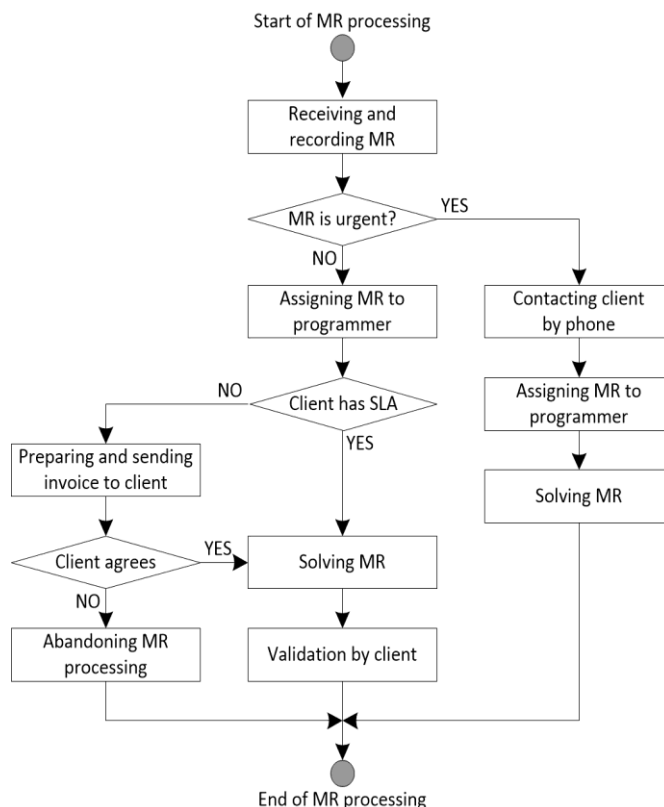 Start of MR processing
Receiving and
recording MR
MR is urgent?
YES
NO
Assigning MR to
programmer
Contacting client
by phone
NO
Client has SLA
Assigning MR to
programmer
YES
Preparing and sending
invoice to client
Solving MR
Client agrees
YES
Solving MR
NO
Abandoning MR
processing
Validation by client
End of MR processing